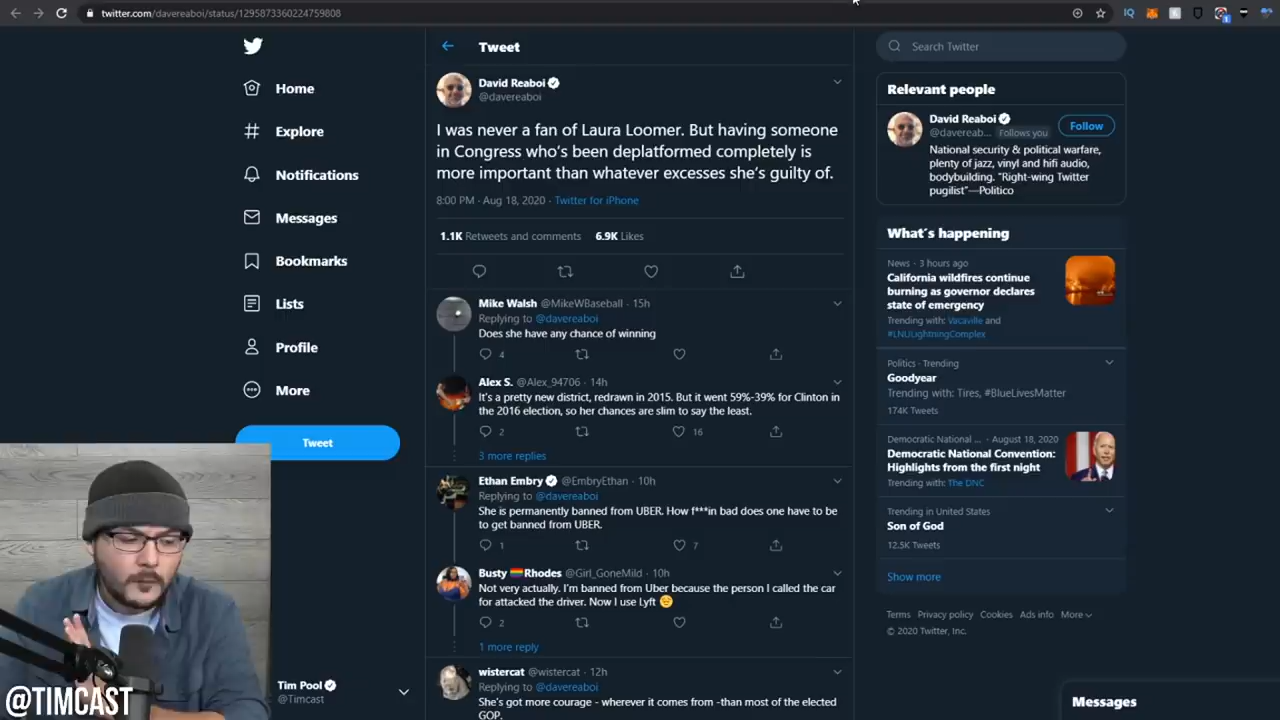 twitter.com/davereaboi/status/1295873360224759808
Home
Explore
Notifications
Messages
Bookmarks
Lists
Profile
More
Tweet
Tim Pool
@Timcast
@TIMCAST
Tweet
David Reaboi
@davereaboi
I was never a fan of Laura Loomer. But having someone
in Congress who's been deplatformed completely is
more important than whatever excesses she's guilty of.
8:00 PM · Aug 18, 2020 · Twitter for iPhone
1.1K Retweets and comments 6.9K Likes
Mike Walsh @MikeWBaseball · 15h
Replying to @davereaboi
Does she have any chance of winning
4
Alex S. @Alex_94706 · 14h
It's a pretty new district, redrawn in 2015. But it went 59%-39% for Clinton in
the 2016 election, so her chances are slim to say the least.
2 16
3 more replies
Ethan Embry @EmbryEthan · 10h
Replying to @davereaboi
She is permanently banned from UBER. How f***in bad does one have to be
to get banned from UBER.
1 7
Busty Rhodes @Girl_GoneMild · 10h
Not very actually. I'm banned from Uber because the person I called the car
for attacked the driver. Now I use Lyft
2
1 more reply
wistercat @wistercat · 12h
Replying to @davereaboi
She's got more courage - wherever it comes from -than most of the elected
GOP.
Search Twitter
Relevant people
David Reaboi
@davereab... Follows you
Follow
National security & political warfare,
plenty of jazz, vinyl and hifi audio,
bodybuilding. "Right-wing Twitter
pugilist"—Politico
What's happening
News · 3 hours ago
California wildfires continue
burning as governor declares
state of emergency
Trending with: Vacaville and
#LNULightningComplex
Politics · Trending
Goodyear
Trending with: Tires, #BlueLivesMatter
174K Tweets
Democratic National ... · August 18, 2020
Democratic National Convention:
Highlights from the first night
Trending with: The DNC
Trending in United States
Son of God
12.5K Tweets
Show more
Terms Privacy policy Cookies Ads info More
© 2020 Twitter, Inc.
Messages